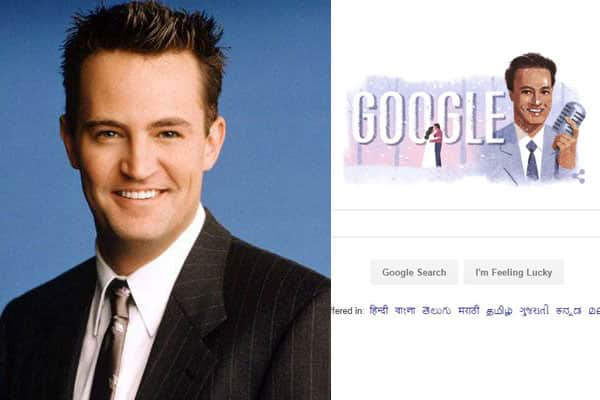 GOOGLE
Google Search I'm Feeling Lucky
ffered in: हिन्दी বাংলা తెలుగు मराठी தமிழ் ગુજરાતી ಕನ್ನಡ